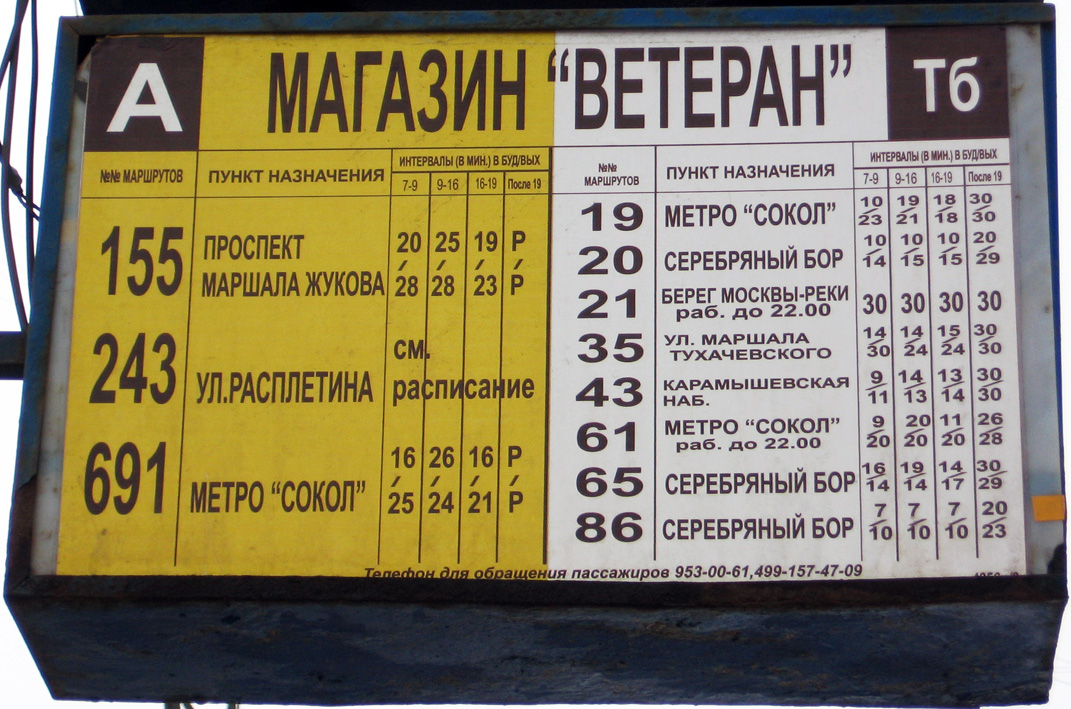 А МАГАЗИН “ВЕТЕРАН” Тб
№№ МАРШРУТОВ ПУНКТ НАЗНАЧЕНИЯ ИНТЕРВАЛЫ (В МИН.) В БУД/ВЫХ
7-9 9-16 16-19 После 19
155 ПРОСПЕКТ МАРШАЛА ЖУКОВА 20/28 25/28 19/23 Р/Р
243 УЛ.РАСПЛЕТИНА см. расписание
691 МЕТРО “СОКОЛ” 16/25 26/24 16/21 Р/Р
№№ МАРШРУТОВ ПУНКТ НАЗНАЧЕНИЯ ИНТЕРВАЛЫ (В МИН.) В БУД/ВЫХ
7-9 9-16 16-19 После 19
19 МЕТРО “СОКОЛ” 10/23 19/21 18/18 30/30
20 СЕРЕБРЯНЫЙ БОР 10/14 10/15 10/15 20/29
21 БЕРЕГ МОСКВЫ-РЕКИ раб. до 22.00 30 30 30 30
35 УЛ. МАРШАЛА ТУХАЧЕВСКОГО 14/30 14/24 15/24 30/30
43 КАРАМЫШЕВСКАЯ НАБ. 9/11 14/13 13/14 30/30
61 МЕТРО “СОКОЛ” раб. до 22.00 9/20 20/20 11/20 26/28
65 СЕРЕБРЯНЫЙ БОР 16/14 19/14 14/17 30/29
86 СЕРЕБРЯНЫЙ БОР 7/10 7/10 7/10 20/23
Телефон для обращения пассажиров 953-00-61,499-157-47-09